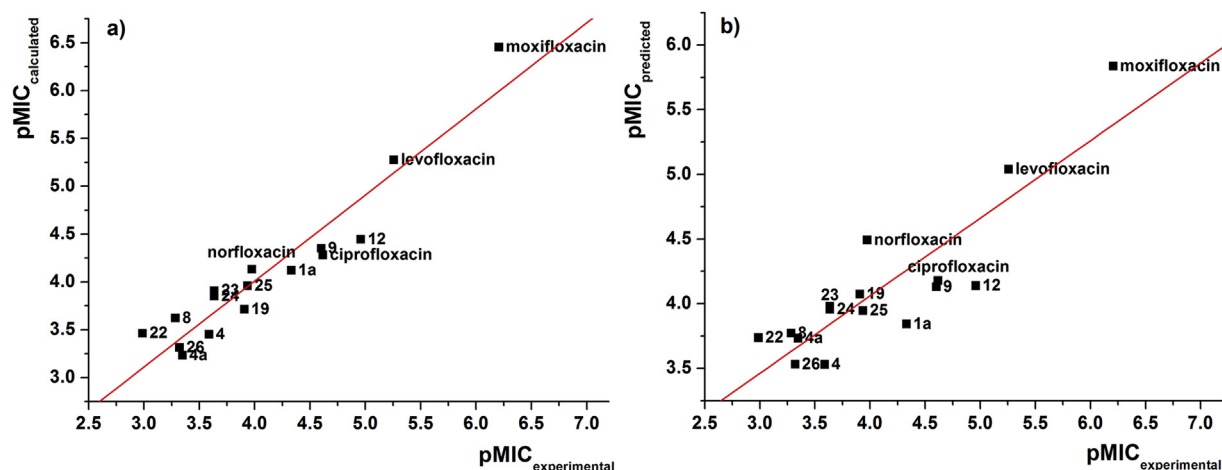 a)
pMICcalculated
6.5
6.0
5.5
5.0
4.5
4.0
3.5
3.0
moxifloxacin
levofloxacin
12
9
ciprofloxacin
norfloxacin
1a
25
23
24
19
8
4
22
26
4a
2.5 3.0 3.5 4.0 4.5 5.0 5.5 6.0 6.5 7.0
pMICexperimental
b)
pMICpredicted
6.0
5.5
5.0
4.5
4.0
3.5
moxifloxacin
levofloxacin
norfloxacin
ciprofloxacin
9
12
23
19
24
25
1a
8
22
4a
26
4
2.5 3.0 3.5 4.0 4.5 5.0 5.5 6.0 6.5 7.0
pMICexperimental